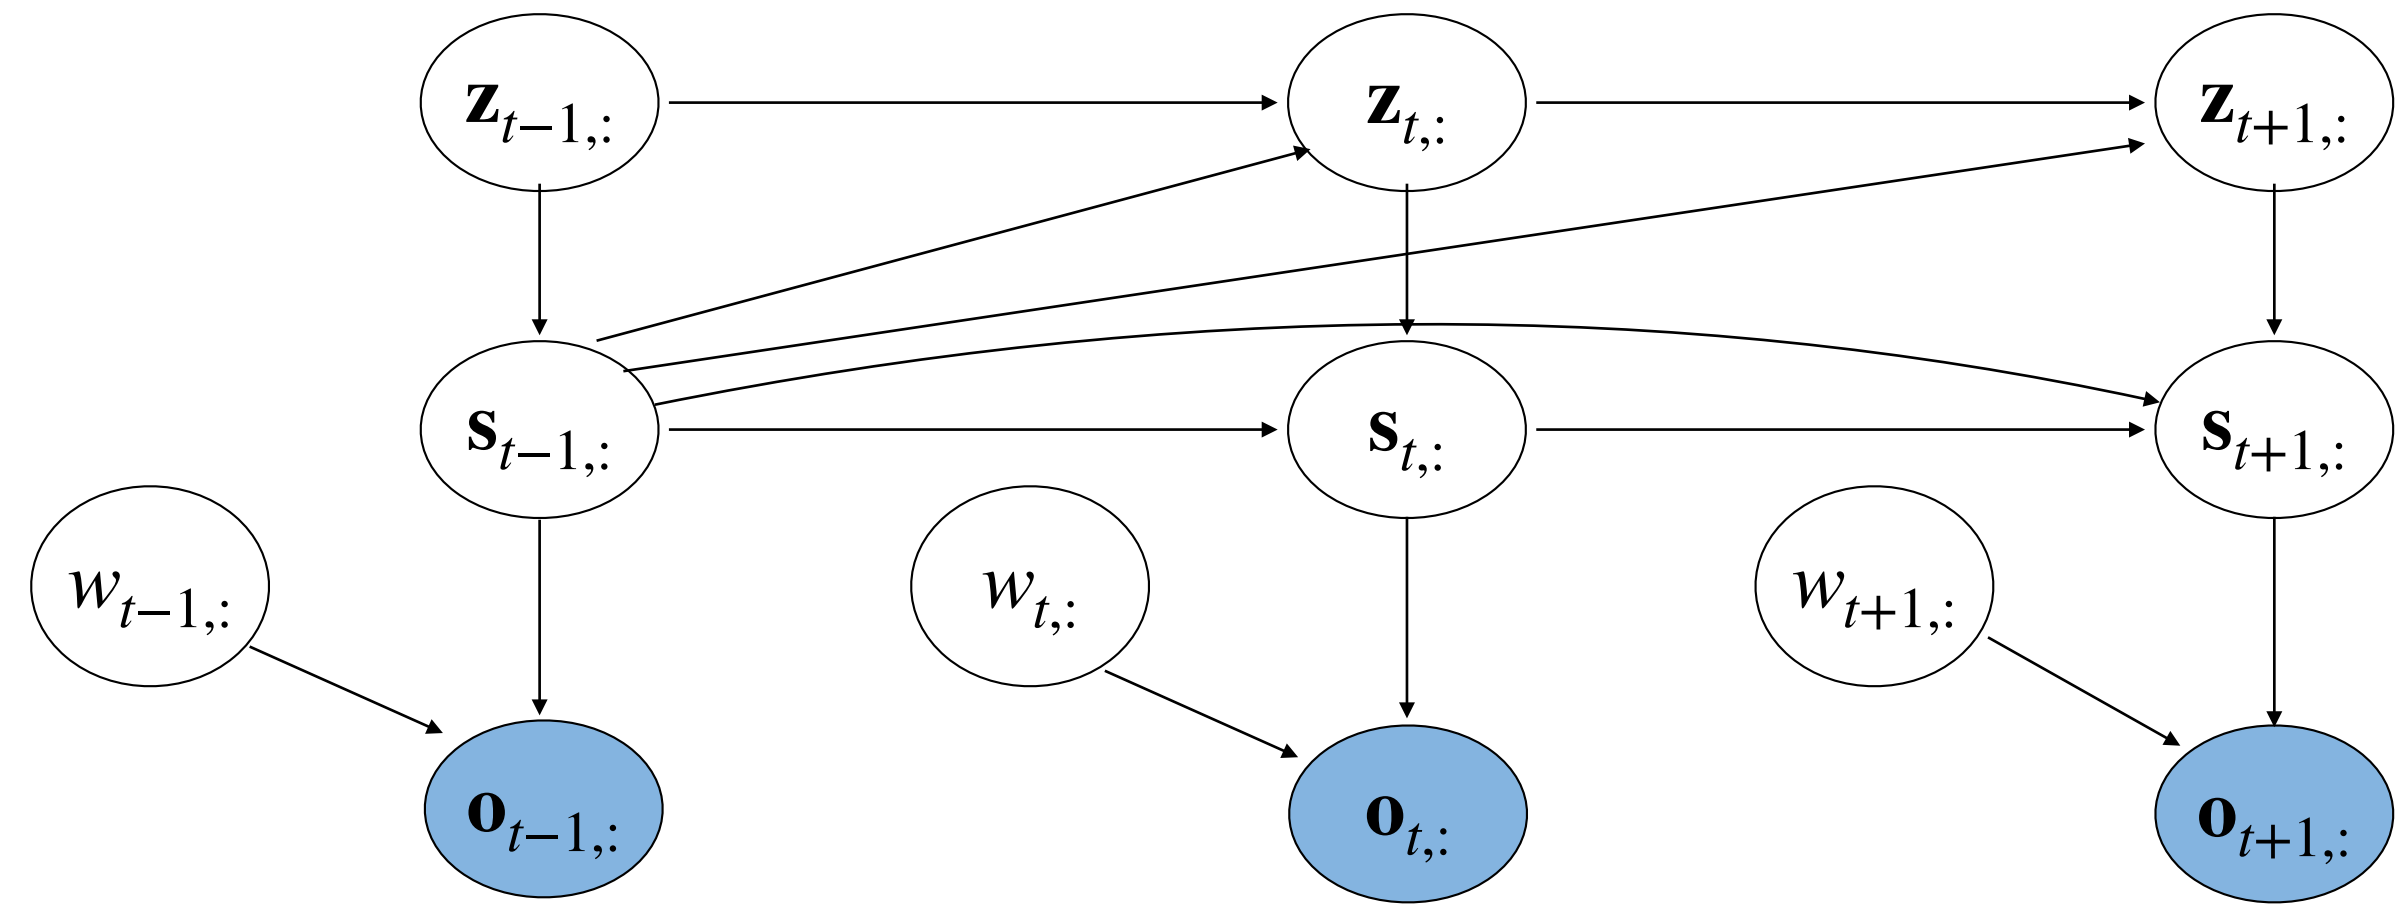 z_{t−1,:} z_{t,:} z_{t+1,:}
s_{t−1,:} s_{t,:} s_{t+1,:}
w_{t−1,:} w_{t,:} w_{t+1,:}
o_{t−1,:} o_{t,:} o_{t+1,:}